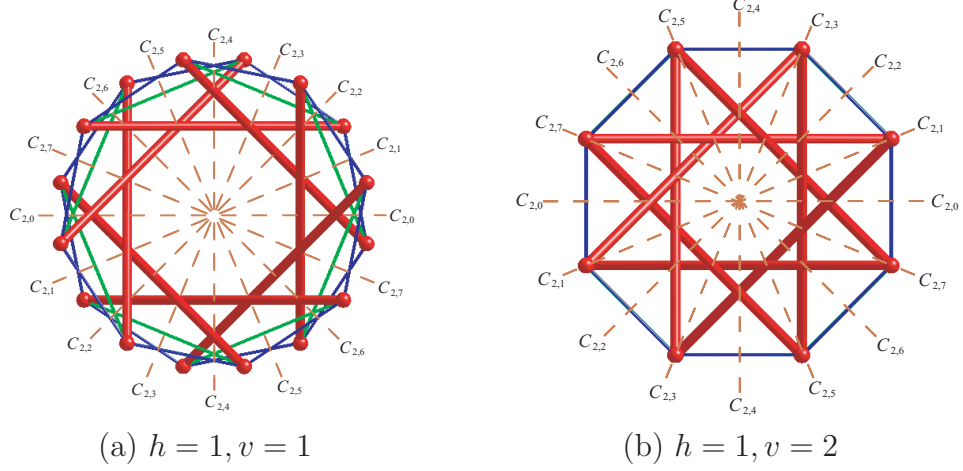 C2,4
C2,5 C2,3
C2,6 C2,2
C2,7 C2,1
C2,0 C2,0
C2,1 C2,7
C2,2 C2,6
C2,3 C2,5
C2,4
(a) h = 1, v = 1
C2,4
C2,5 C2,3
C2,6 C2,2
C2,7 C2,1
C2,0 C2,0
C2,1 C2,7
C2,2 C2,6
C2,3 C2,5
C2,4
(b) h = 1, v = 2